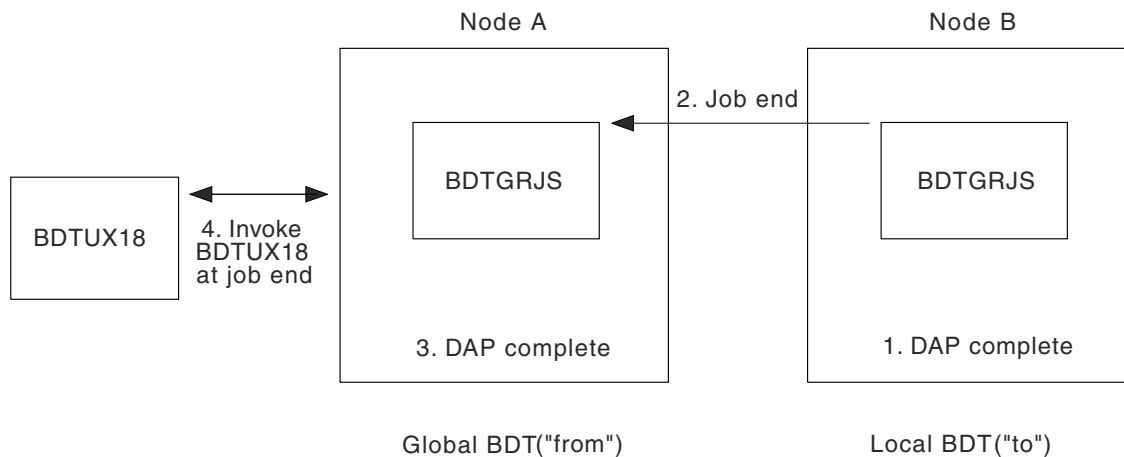 Node A
Node B
2. Job end
BDTGRJS
BDTGRJS
BDTUX18
4. Invoke
BDTUX18
at job end
3. DAP complete
1. DAP complete
Global BDT("from")
Local BDT("to")